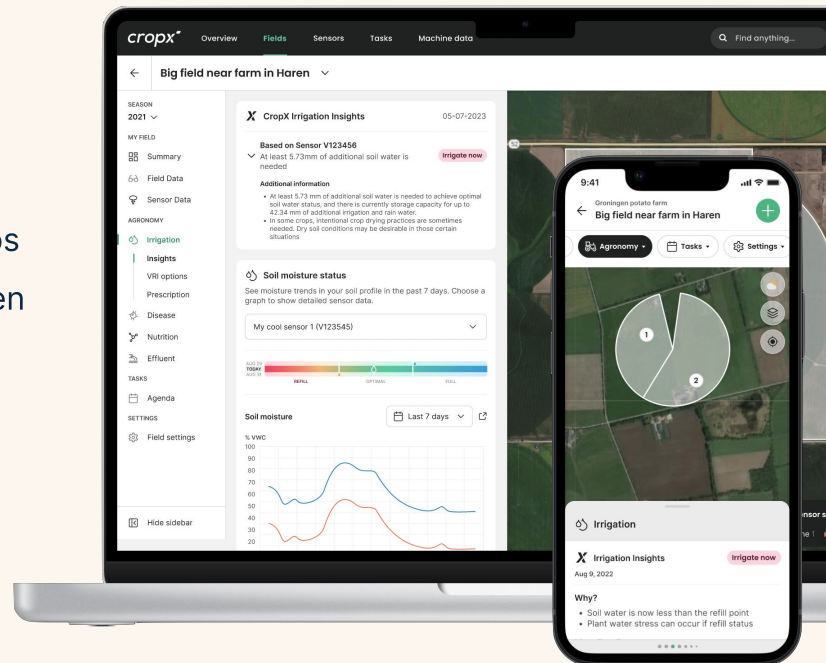 cropx
Overview
Fields
Sensors
Tasks
Machine data
Find anything...
Big field near farm in Haren
SEASON
2021
MY FIELD
Summary
Field Data
Sensor Data
AGRONOMY
Irrigation
Insights
VRI options
Prescription
Disease
Nutrition
Effluent
TASKS
Agenda
SETTINGS
Field settings
Hide sidebar
X CropX Irrigation Insights 05-07-2023
Based on Sensor V123456
At least 5.73mm of additional soil water is
needed
Irrigate now
Additional information
• At least 5.73 mm of additional soil water is needed to achieve optimal
soil water status, and there is currently storage capacity for up to
42.34 mm of additional irrigation and rain water.
• In some crops, intentional crop drying practices are sometimes
needed. Dry soil conditions may be desirable in those certain
situations
Soil moisture status
See moisture trends in your soil profile in the past 7 days. Choose a
graph to show detailed sensor data.
My cool sensor 1 (V123545)
TODAY
REFILL OPTIMAL FULL
Soil moisture
Last 7 days
% VWC
100
90
80
70
60
50
40
30
20
52
9:41
Groningen potato farm
Big field near farm in Haren
Agronomy
Tasks
Settings
1
2
Irrigation
X Irrigation Insights
Irrigate now
Aug 9, 2022
Why?
• Soil water is now less than the refill point
• Plant water stress can occur if refill status